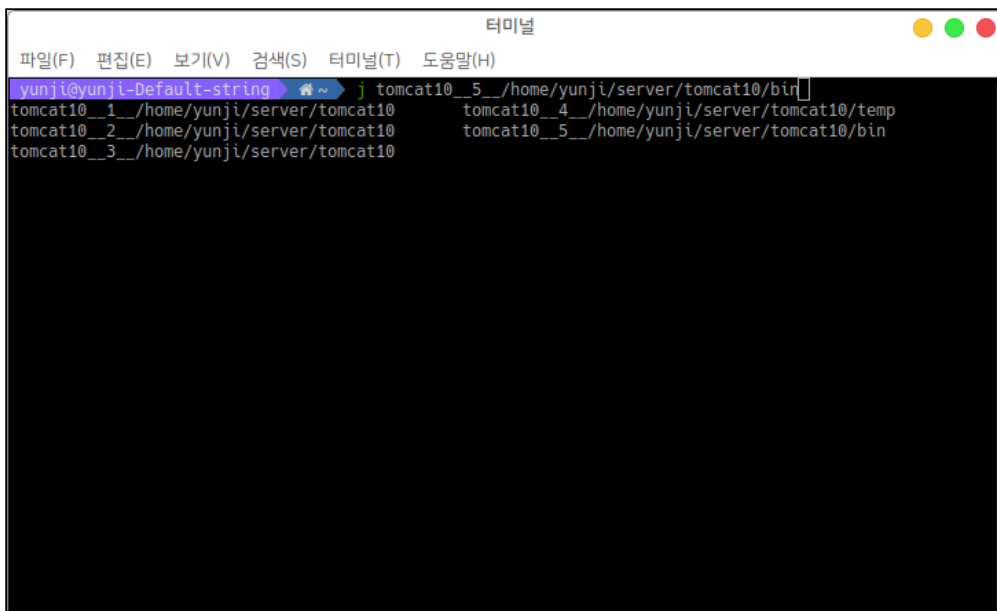 터미널
파일(F) 편집(E) 보기(V) 검색(S) 터미널(T) 도움말(H)
yunji@yunji-Default-string ~ j tomcat10__5__/home/yunji/server/tomcat10/bin
tomcat10__1__/home/yunji/server/tomcat10 tomcat10__4__/home/yunji/server/tomcat10/temp
tomcat10__2__/home/yunji/server/tomcat10 tomcat10__5__/home/yunji/server/tomcat10/bin
tomcat10__3__/home/yunji/server/tomcat10